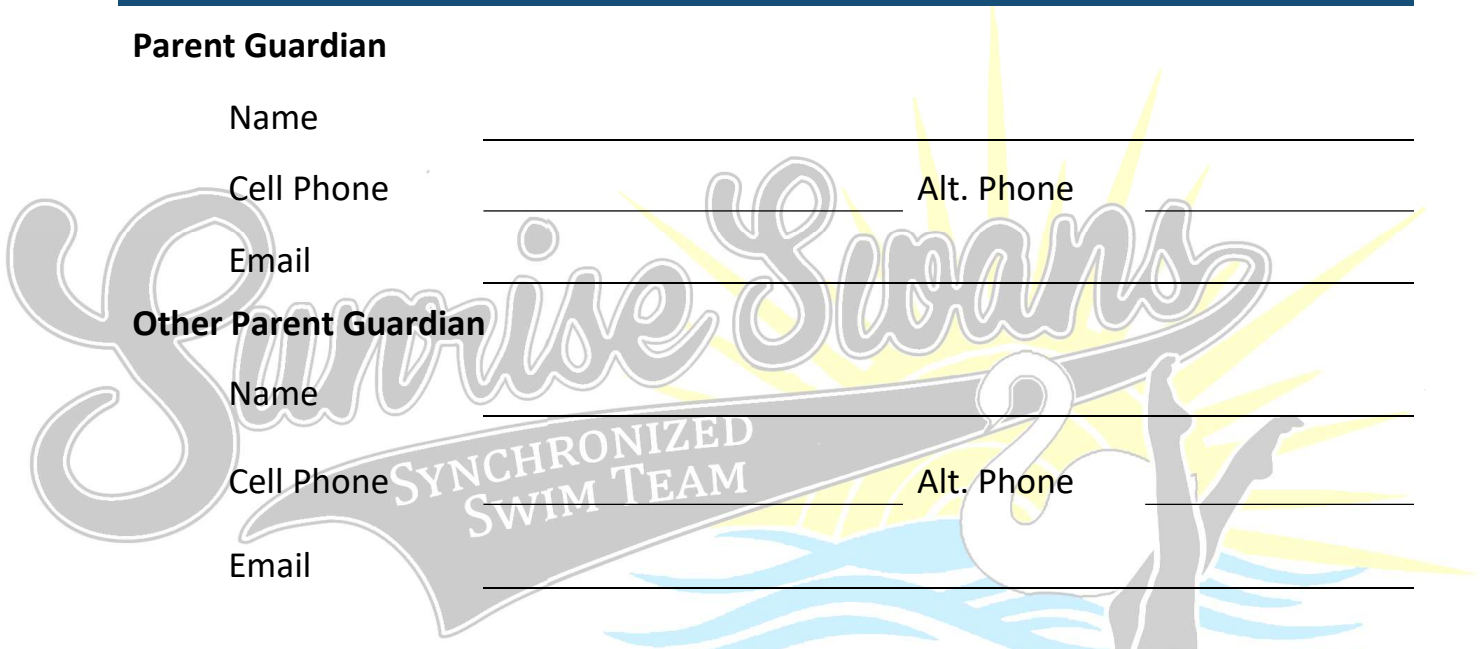 Parent Guardian
Name
Cell Phone Alt. Phone
Email
Other Parent Guardian
Name
Cell Phone Alt. Phone
Email
Sunrise Swans
SYNCHRONIZED
SWIM TEAM